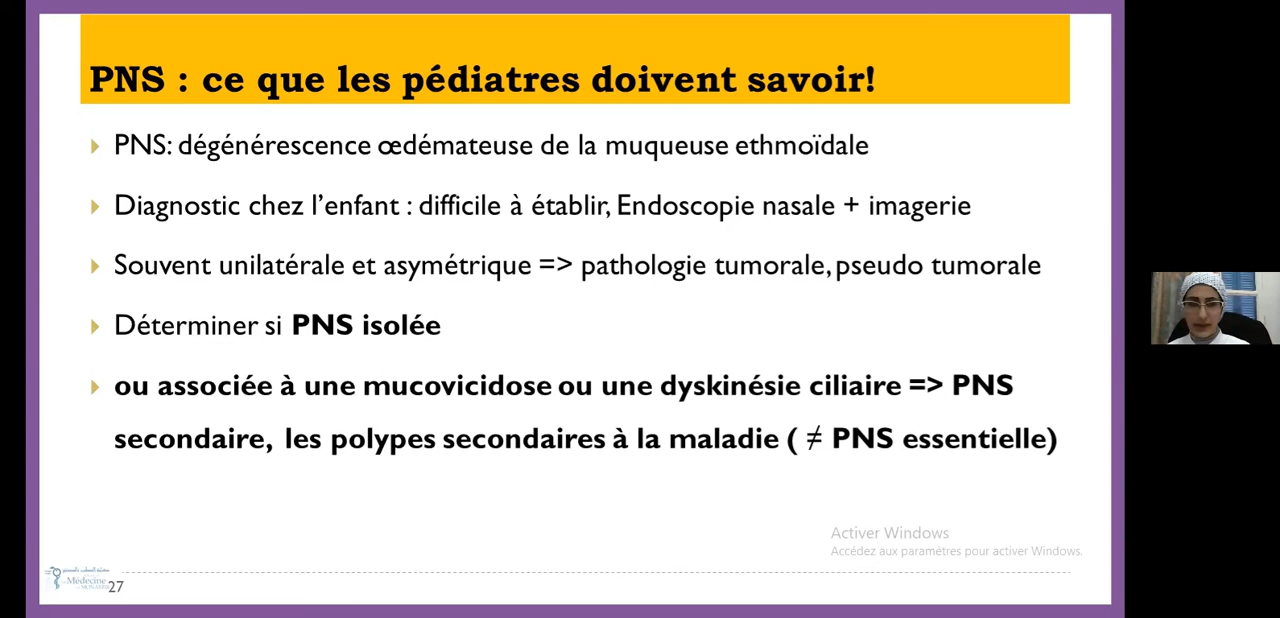 PNS : ce que les pédiatres doivent savoir!
PNS: dégénérescence œdémateuse de la muqueuse ethmoïdale
Diagnostic chez l’enfant : difficile à établir, Endoscopie nasale + imagerie
Souvent unilatérale et asymétrique => pathologie tumorale, pseudo tumorale
Déterminer si PNS isolée
ou associée à une mucovicidose ou une dyskinésie ciliaire => PNS
secondaire, les polypes secondaires à la maladie ( ≠ PNS essentielle)
Activer Windows
Accédez aux paramètres pour activer Windows.
Médecine
27